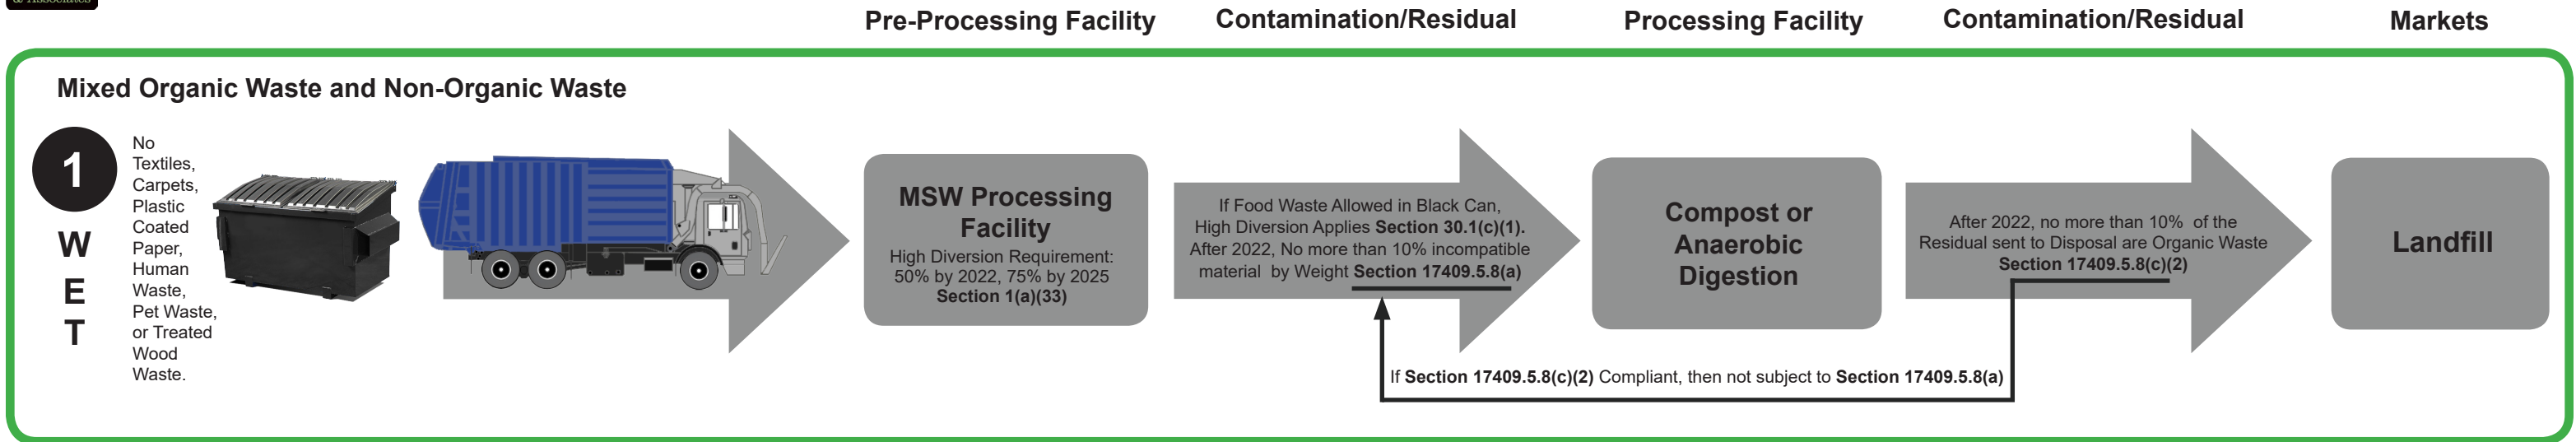 & Associates
Pre-Processing Facility
Contamination/Residual
Processing Facility
Contamination/Residual
Markets
Mixed Organic Waste and Non-Organic Waste
1
W
E
T
No
Textiles,
Carpets,
Plastic
Coated
Paper,
Human
Waste,
Pet Waste,
or Treated
Wood
Waste.
MSW Processing
Facility
High Diversion Requirement:
50% by 2022, 75% by 2025
Section 1(a)(33)
If Food Waste Allowed in Black Can,
High Diversion Applies Section 30.1(c)(1).
After 2022, No more than 10% incompatible
material by Weight Section 17409.5.8(a)
Compost or
Anaerobic
Digestion
After 2022, no more than 10% of the
Residual sent to Disposal are Organic Waste
Section 17409.5.8(c)(2)
Landfill
If Section 17409.5.8(c)(2) Compliant, then not subject to Section 17409.5.8(a)